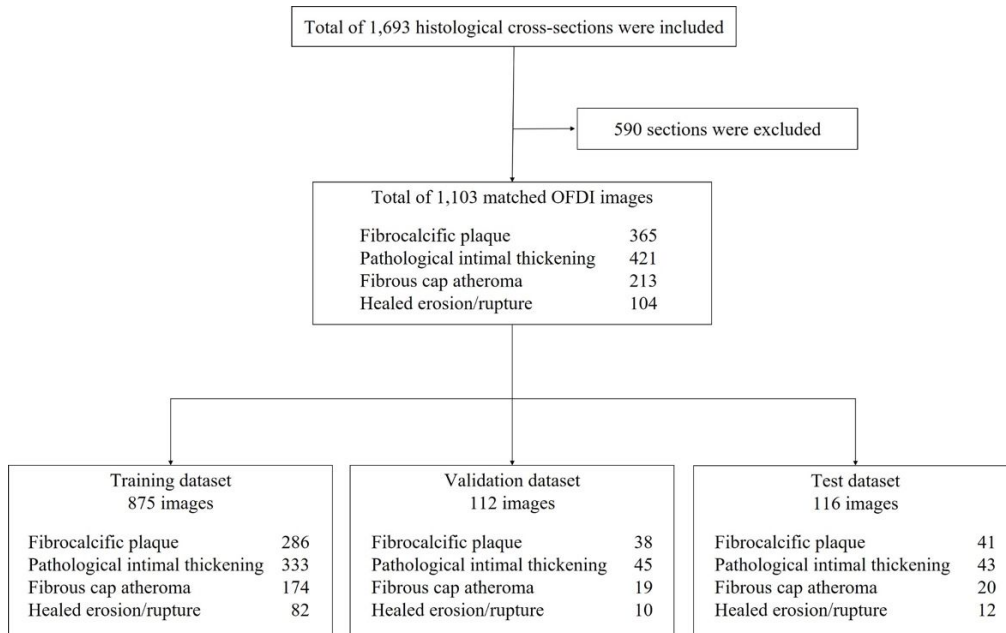 Total of 1,693 histological cross-sections were included
590 sections were excluded
Total of 1,103 matched OFDI images
Fibrocalcific plaque 365
Pathological intimal thickening 421
Fibrous cap atheroma 213
Healed erosion/rupture 104
Training dataset
875 images
Fibrocalcific plaque 286
Pathological intimal thickening 333
Fibrous cap atheroma 174
Healed erosion/rupture 82
Validation dataset
112 images
Fibrocalcific plaque 38
Pathological intimal thickening 45
Fibrous cap atheroma 19
Healed erosion/rupture 10
Test dataset
116 images
Fibrocalcific plaque 41
Pathological intimal thickening 43
Fibrous cap atheroma 20
Healed erosion/rupture 12